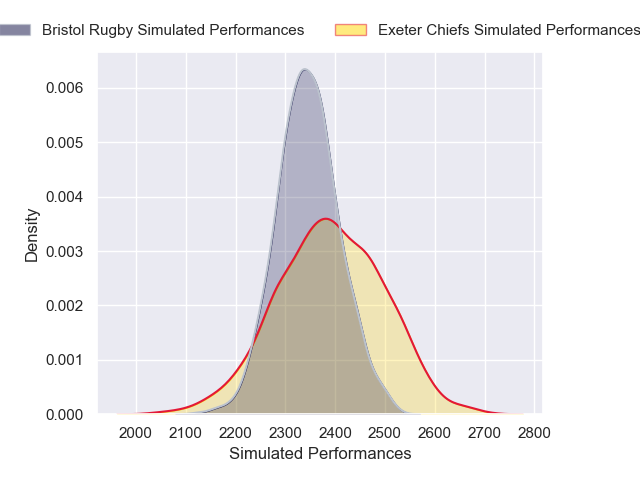 Bristol Rugby Simulated Performances
Exeter Chiefs Simulated Performances
0.006
0.005
0.004
0.003
0.002
0.001
0.000
Density
2000 2100 2200 2300 2400 2500 2600 2700 2800
Simulated Performances